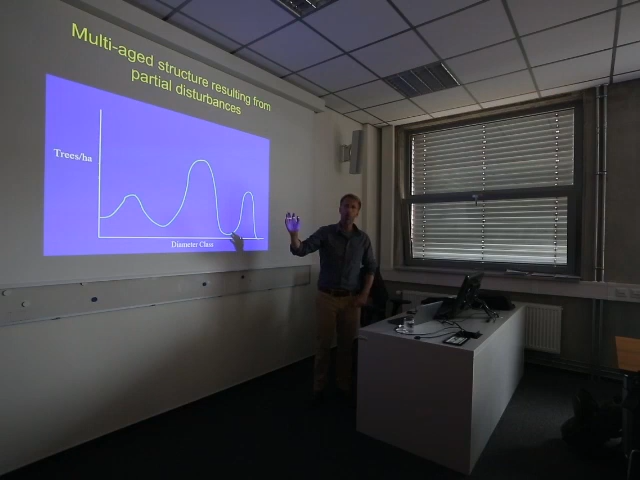 Multi-aged structure resulting from
partial disturbances
Trees/ha
Diameter Class